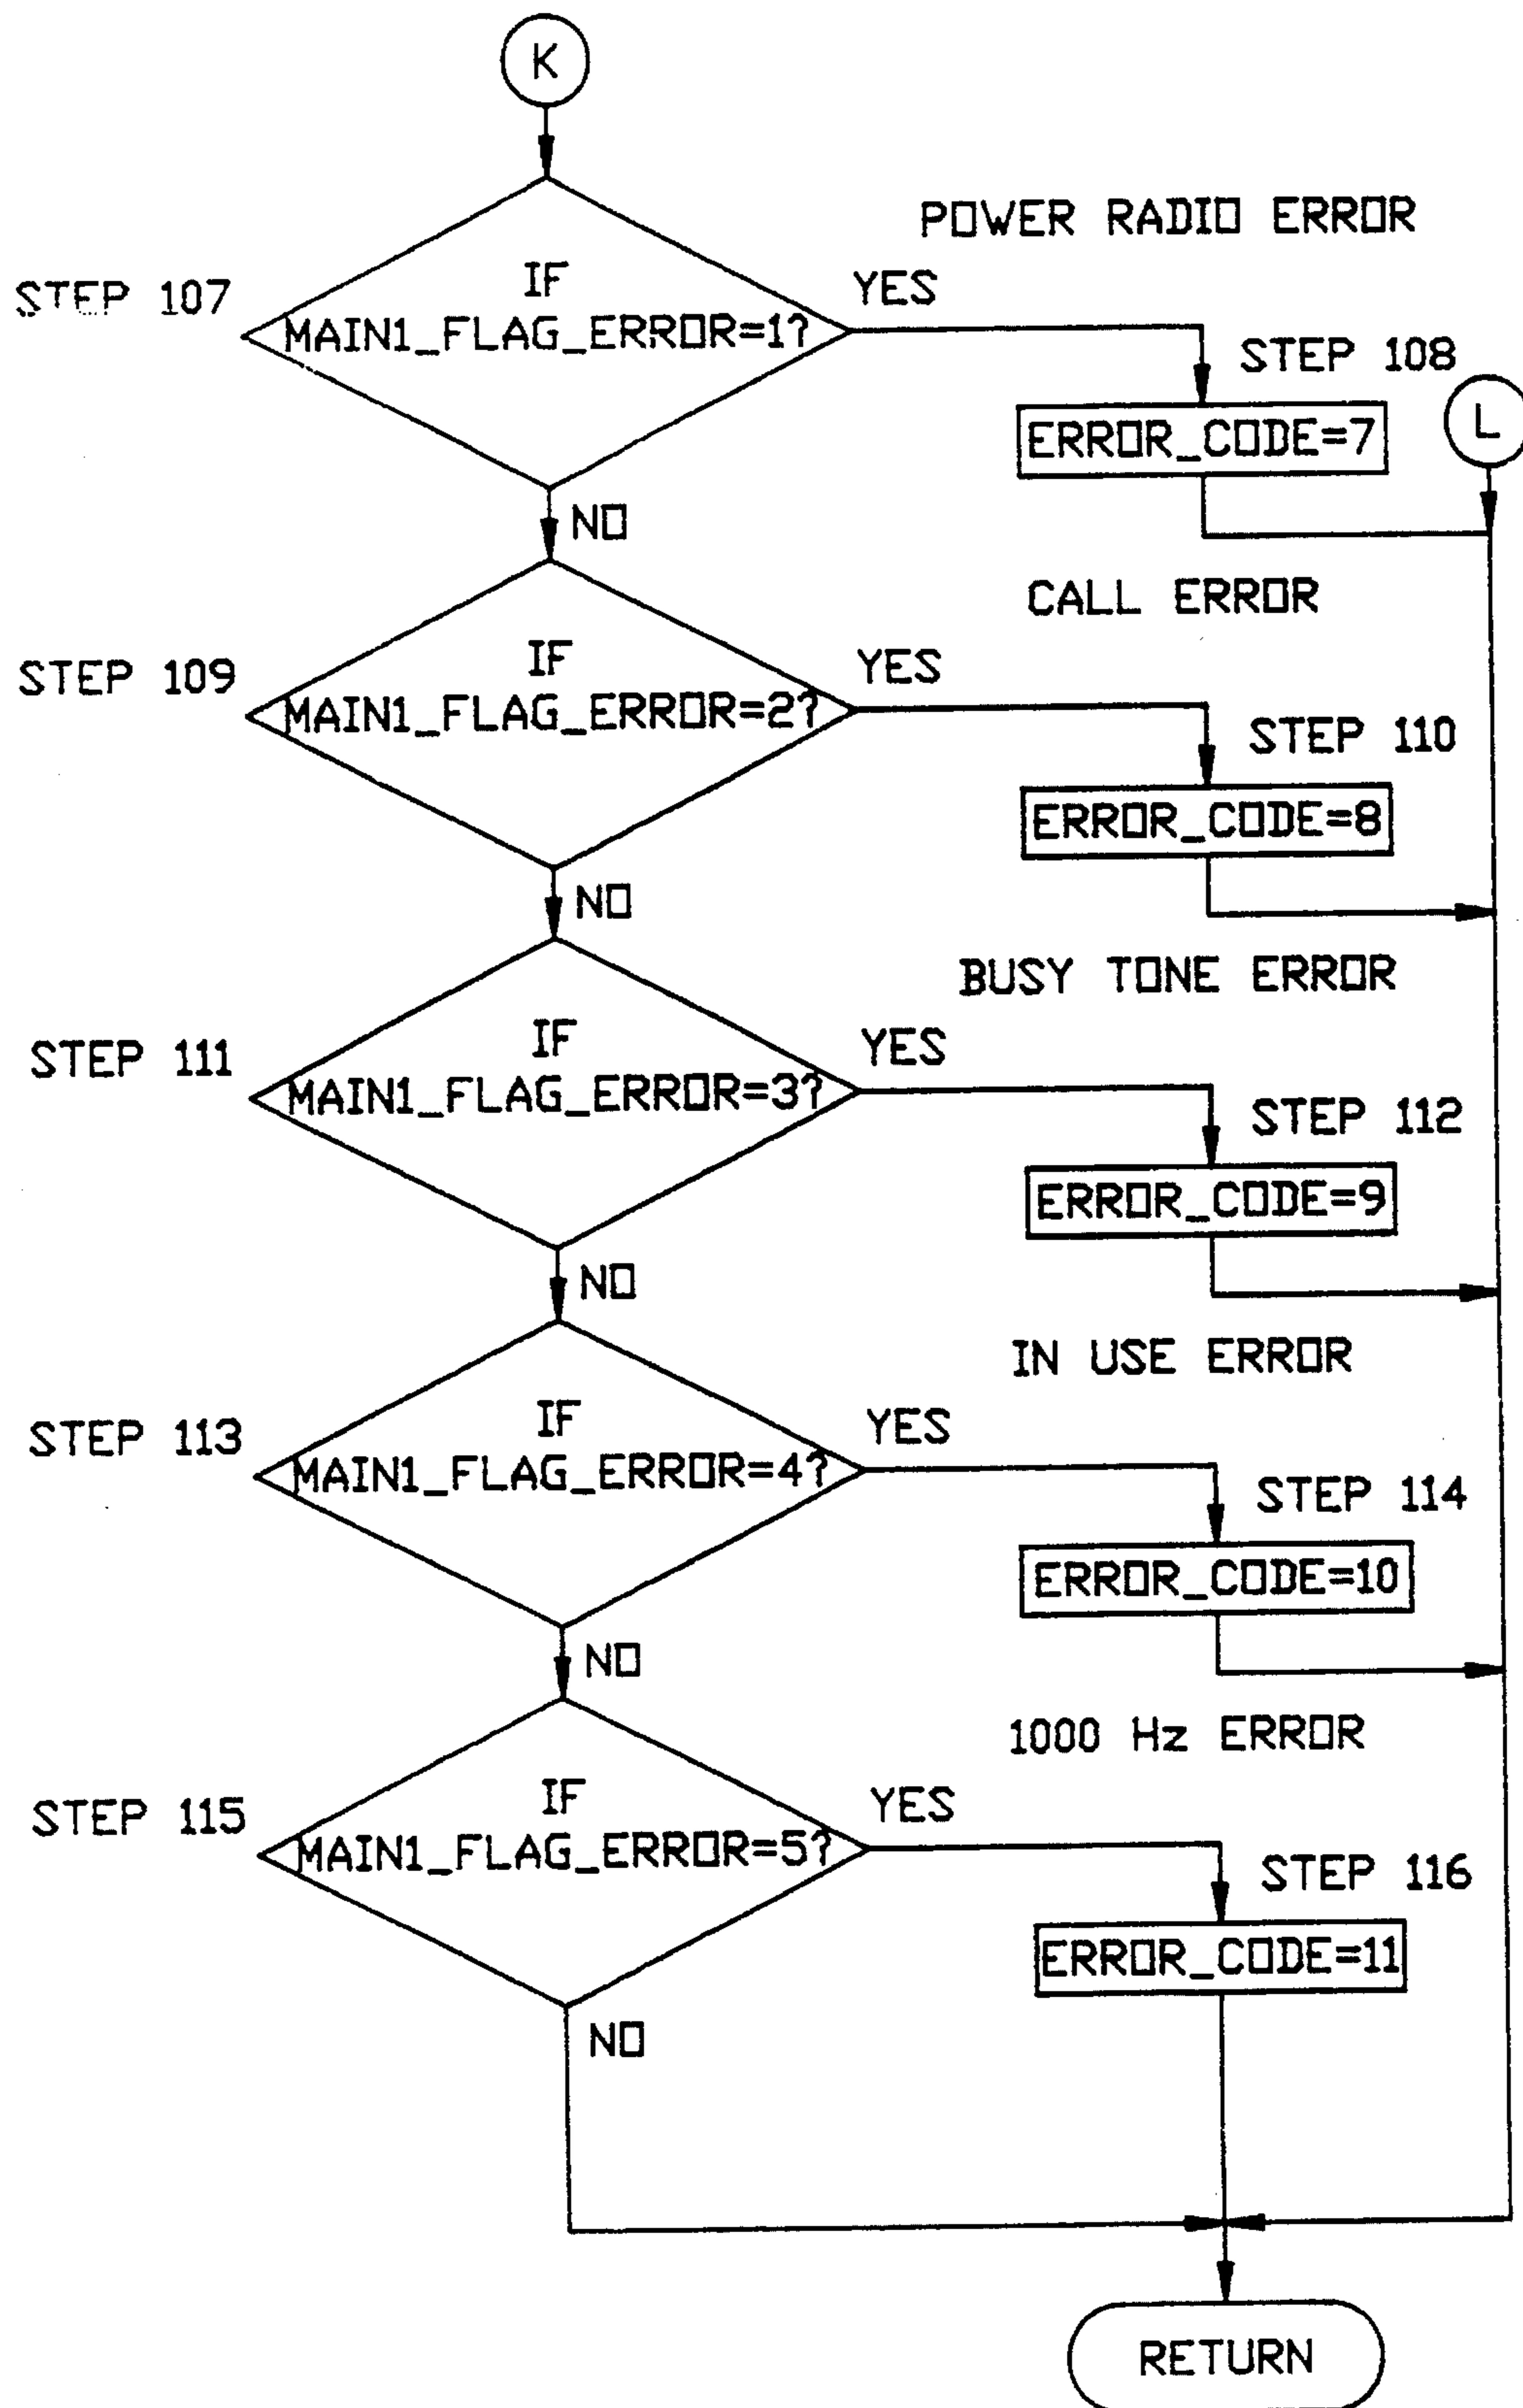 K
POWER RADIO ERROR
STEP 107
IF
MAIN1_FLAG_ERROR=1?
YES
STEP 108
ERROR_CODE=7
L
NO
CALL ERROR
STEP 109
IF
MAIN1_FLAG_ERROR=2?
YES
STEP 110
ERROR_CODE=8
NO
BUSY TONE ERROR
STEP 111
IF
MAIN1_FLAG_ERROR=3?
YES
STEP 112
ERROR_CODE=9
NO
IN USE ERROR
STEP 113
IF
MAIN1_FLAG_ERROR=4?
YES
STEP 114
ERROR_CODE=10
NO
1000 Hz ERROR
STEP 115
IF
MAIN1_FLAG_ERROR=5?
YES
STEP 116
ERROR_CODE=11
NO
RETURN